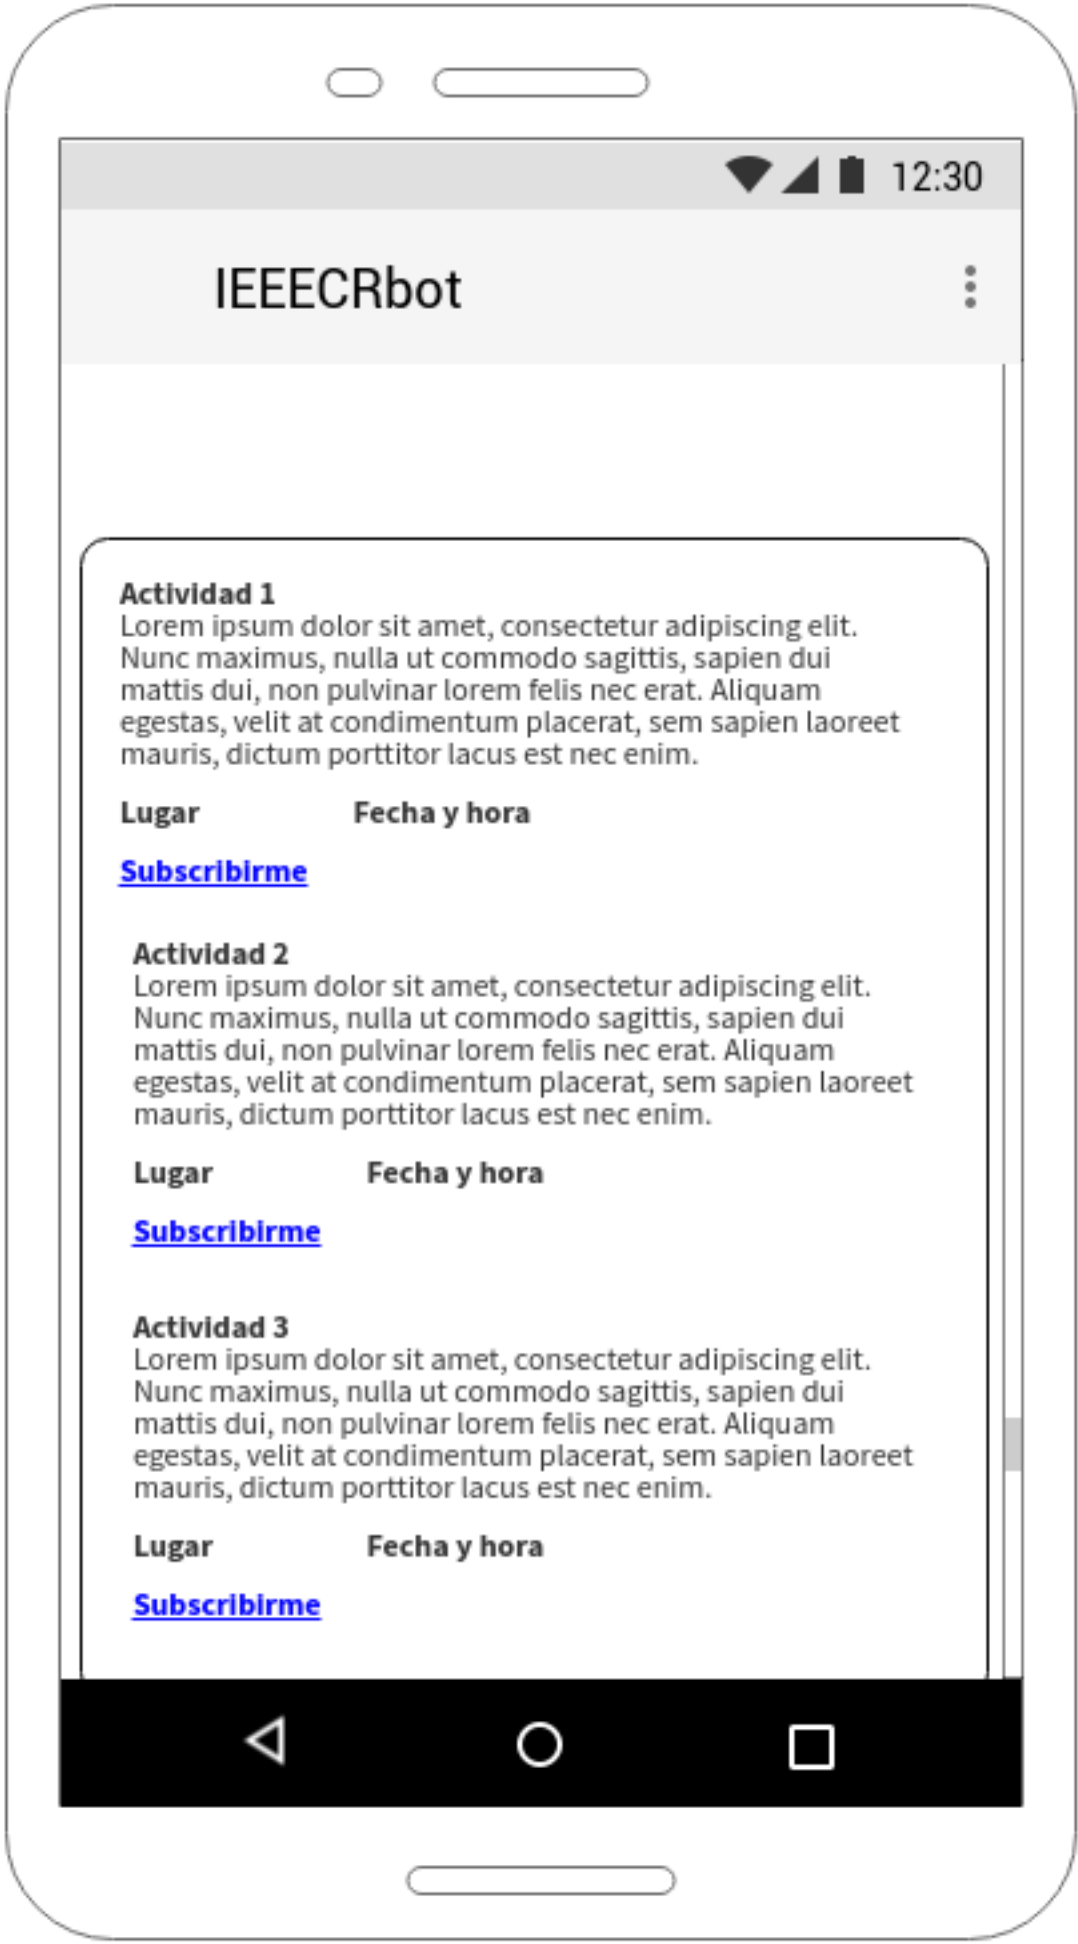 12:30
IEEECRbot
Actividad 1
Lorem ipsum dolor sit amet, consectetur adipiscing elit.
Nunc maximus, nulla ut commodo sagittis, sapien dui
mattis dui, non pulvinar lorem felis nec erat. Aliquam
egestas, velit at condimentum placerat, sem sapien laoreet
mauris, dictum porttitor lacus est nec enim.
Lugar Fecha y hora
Subscribirme
Actividad 2
Lorem ipsum dolor sit amet, consectetur adipiscing elit.
Nunc maximus, nulla ut commodo sagittis, sapien dui
mattis dui, non pulvinar lorem felis nec erat. Aliquam
egestas, velit at condimentum placerat, sem sapien laoreet
mauris, dictum porttitor lacus est nec enim.
Lugar Fecha y hora
Subscribirme
Actividad 3
Lorem ipsum dolor sit amet, consectetur adipiscing elit.
Nunc maximus, nulla ut commodo sagittis, sapien dui
mattis dui, non pulvinar lorem felis nec erat. Aliquam
egestas, velit at condimentum placerat, sem sapien laoreet
mauris, dictum porttitor lacus est nec enim.
Lugar Fecha y hora
Subscribirme